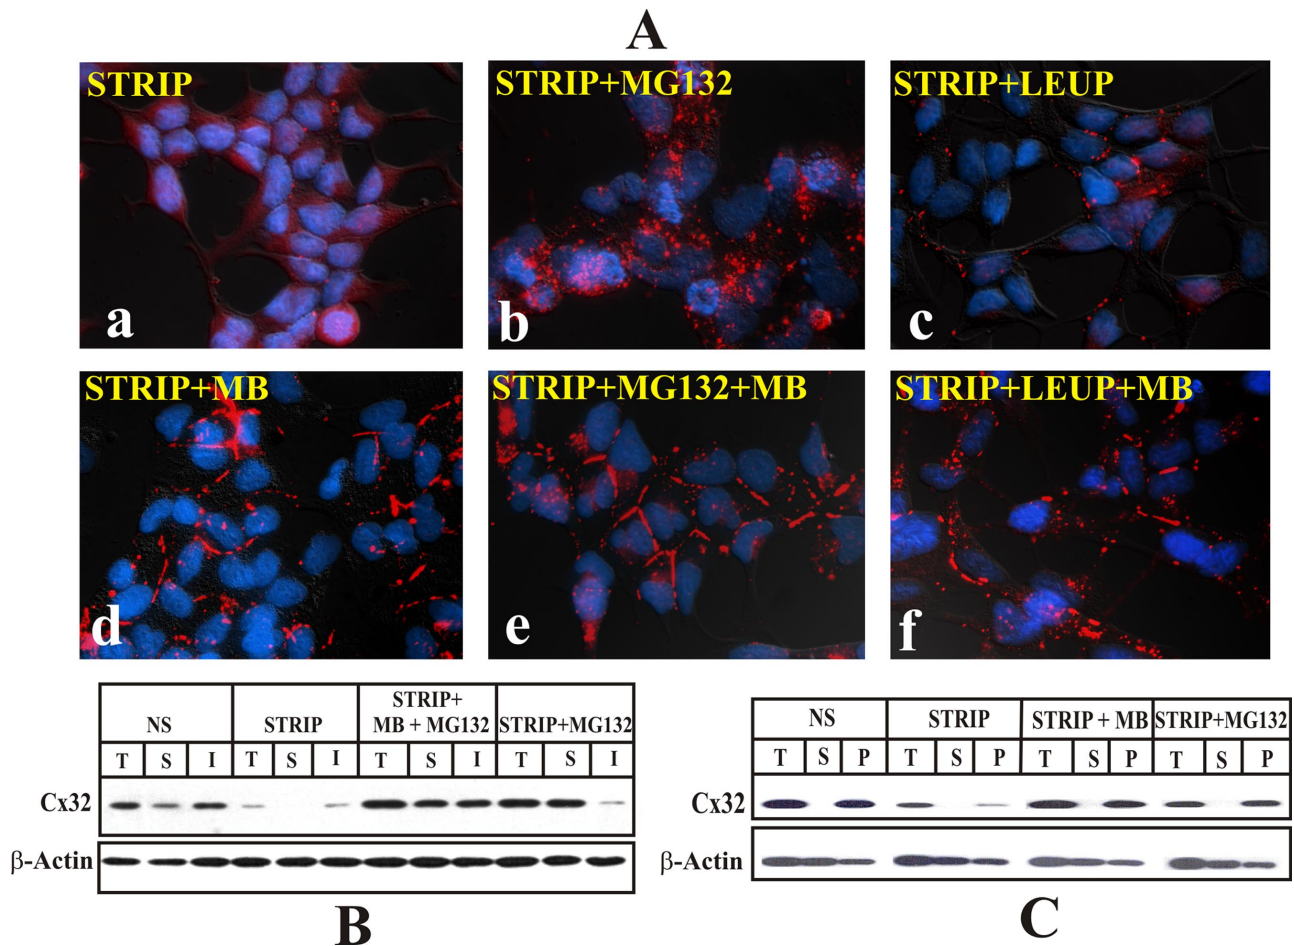 A
STRIP
STRIP+MG132
STRIP+LEUP
a
b
c
STRIP+MB
STRIP+MG132+MB
STRIP+LEUP+MB
d
e
f
NS
STRIP
STRIP+
MB + MG132
STRIP+MG132
T S I T S I T S I T S I
Cx32
β-Actin
B
NS
STRIP
STRIP + MB
STRIP+MG132
T S P T S P T S P T S P
Cx32
β-Actin
C